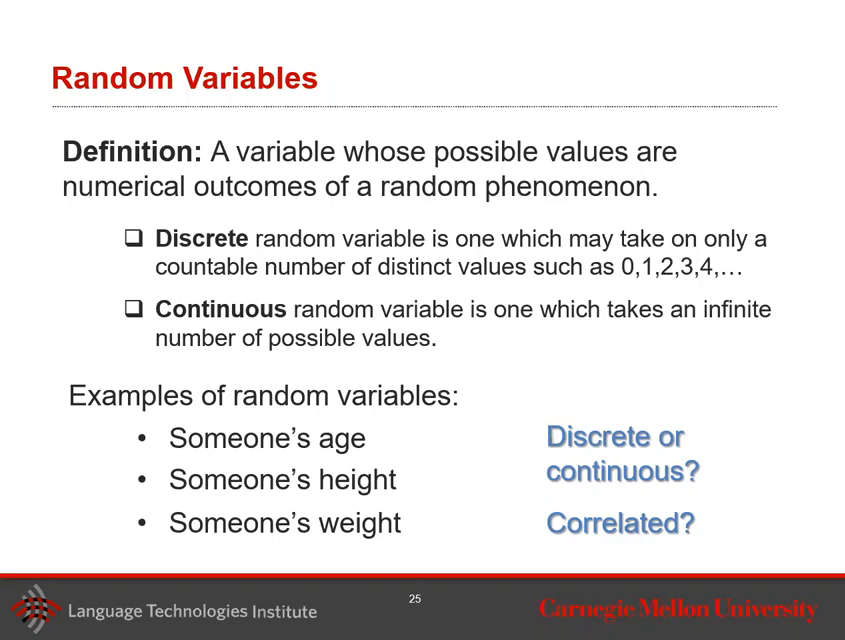 Random Variables
Definition: A variable whose possible values are
numerical outcomes of a random phenomenon.
❑ Discrete random variable is one which may take on only a
countable number of distinct values such as 0,1,2,3,4,…
❑ Continuous random variable is one which takes an infinite
number of possible values.
Examples of random variables:
• Someone’s age
• Someone’s height
• Someone’s weight
Discrete or
continuous?
Correlated?
Language Technologies Institute
25
Carnegie Mellon University